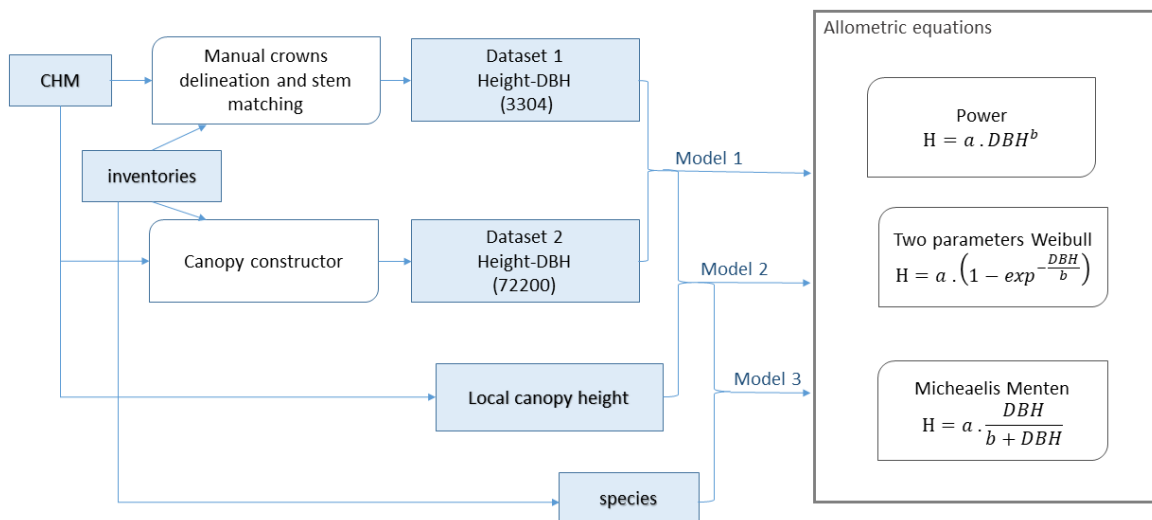 Allometric equations
CHM
Manual crowns
delineation and stem
matching
Dataset 1
Height-DBH
(3304)
inventories
Model 1
Power
H = a . DBH^b
Canopy constructor
Dataset 2
Height-DBH
(72200)
Model 2
Two parameters Weibull
H = a . (1 − exp^{−DBH/b})
Local canopy height
Model 3
Micheaelis Menten
H = a . DBH/(b + DBH)
species